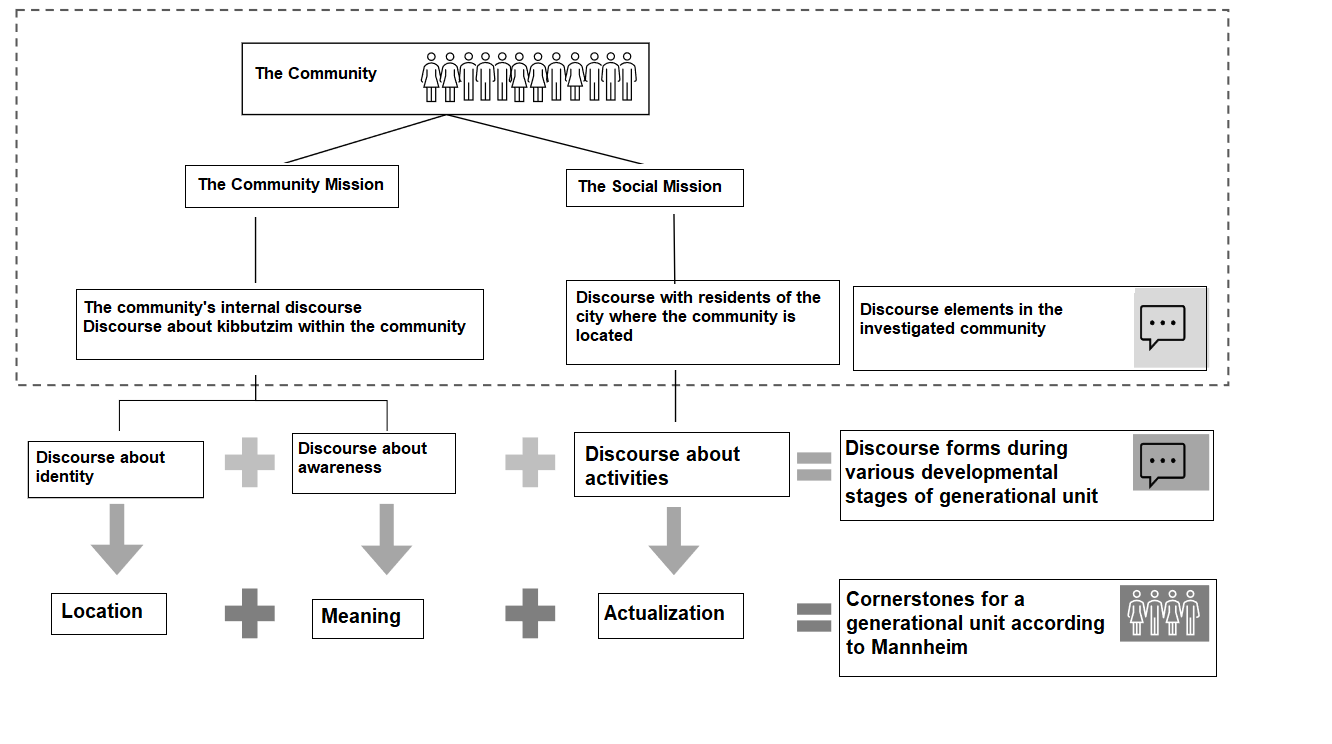 The Community
The Community Mission
The Social Mission
The community's internal discourse
Discourse about kibbutzim within the community
Discourse with residents of the
city where the community is
located
Discourse elements in the
investigated community
Discourse about
identity
Discourse about
awareness
Discourse about
activities
Discourse forms during
various developmental
stages of generational unit
Location
Meaning
Actualization
Cornerstones for a
generational unit according
to Mannheim